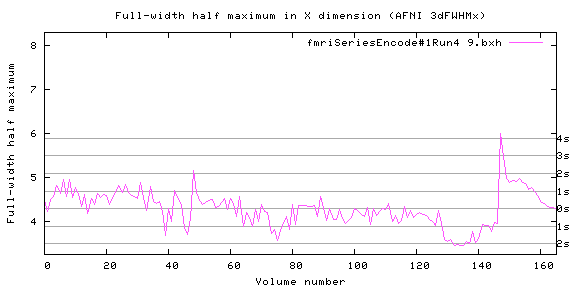 Full-width half maximum in X dimension (AFNI 3dFWHMx)
fmriSeriesEncode#1Run4 9.bxh
Full-width half maximum
8
7
6
5
4
4s
3s
2s
1s
0s
1s
2s
0 20 40 60 80 100 120 140 160
Volume number